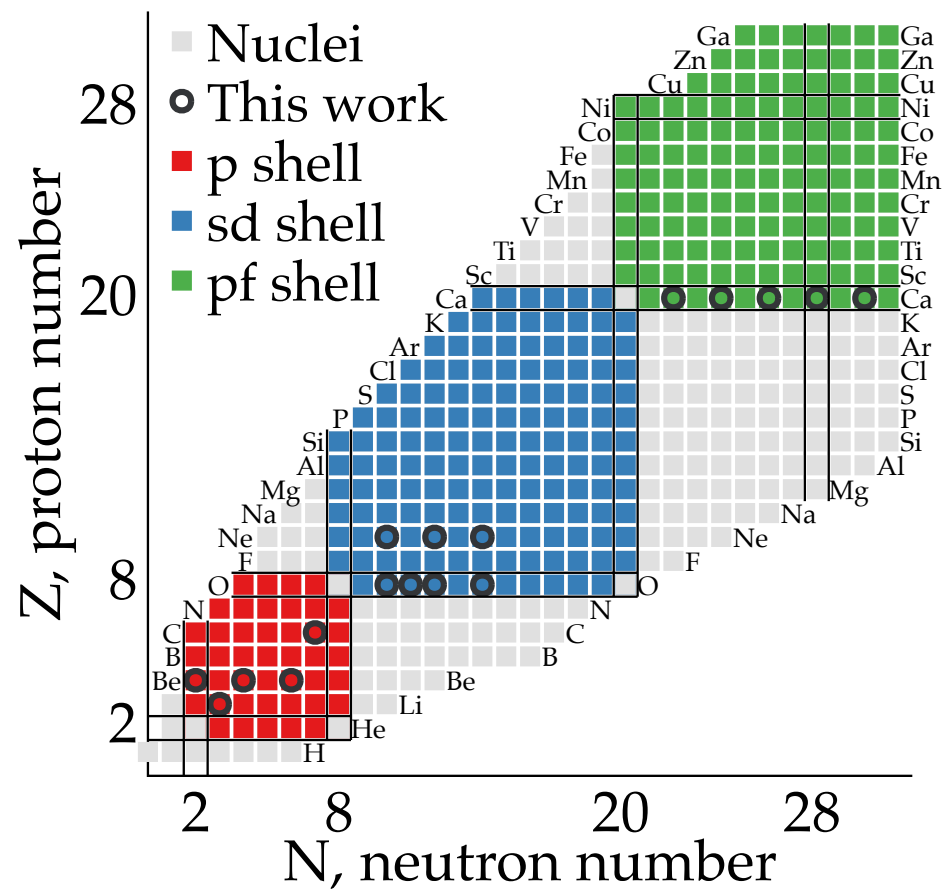 Nuclei
This work
p shell
sd shell
pf shell
Z, proton number
28
20
8
2
Ga Ga
Zn Zn
Cu Cu
Ni Ni
Co Co
Fe Fe
Mn Mn
Cr Cr
V V
Ti Ti
Sc Sc
Ca Ca
K K
Ar Ar
Cl Cl
S S
P P
Si Si
Al Al
Mg Mg
Na Na
Ne Ne
F F
O O
N N
C C
B B
Be Be
Li
He
H
2 8 20 28
N, neutron number